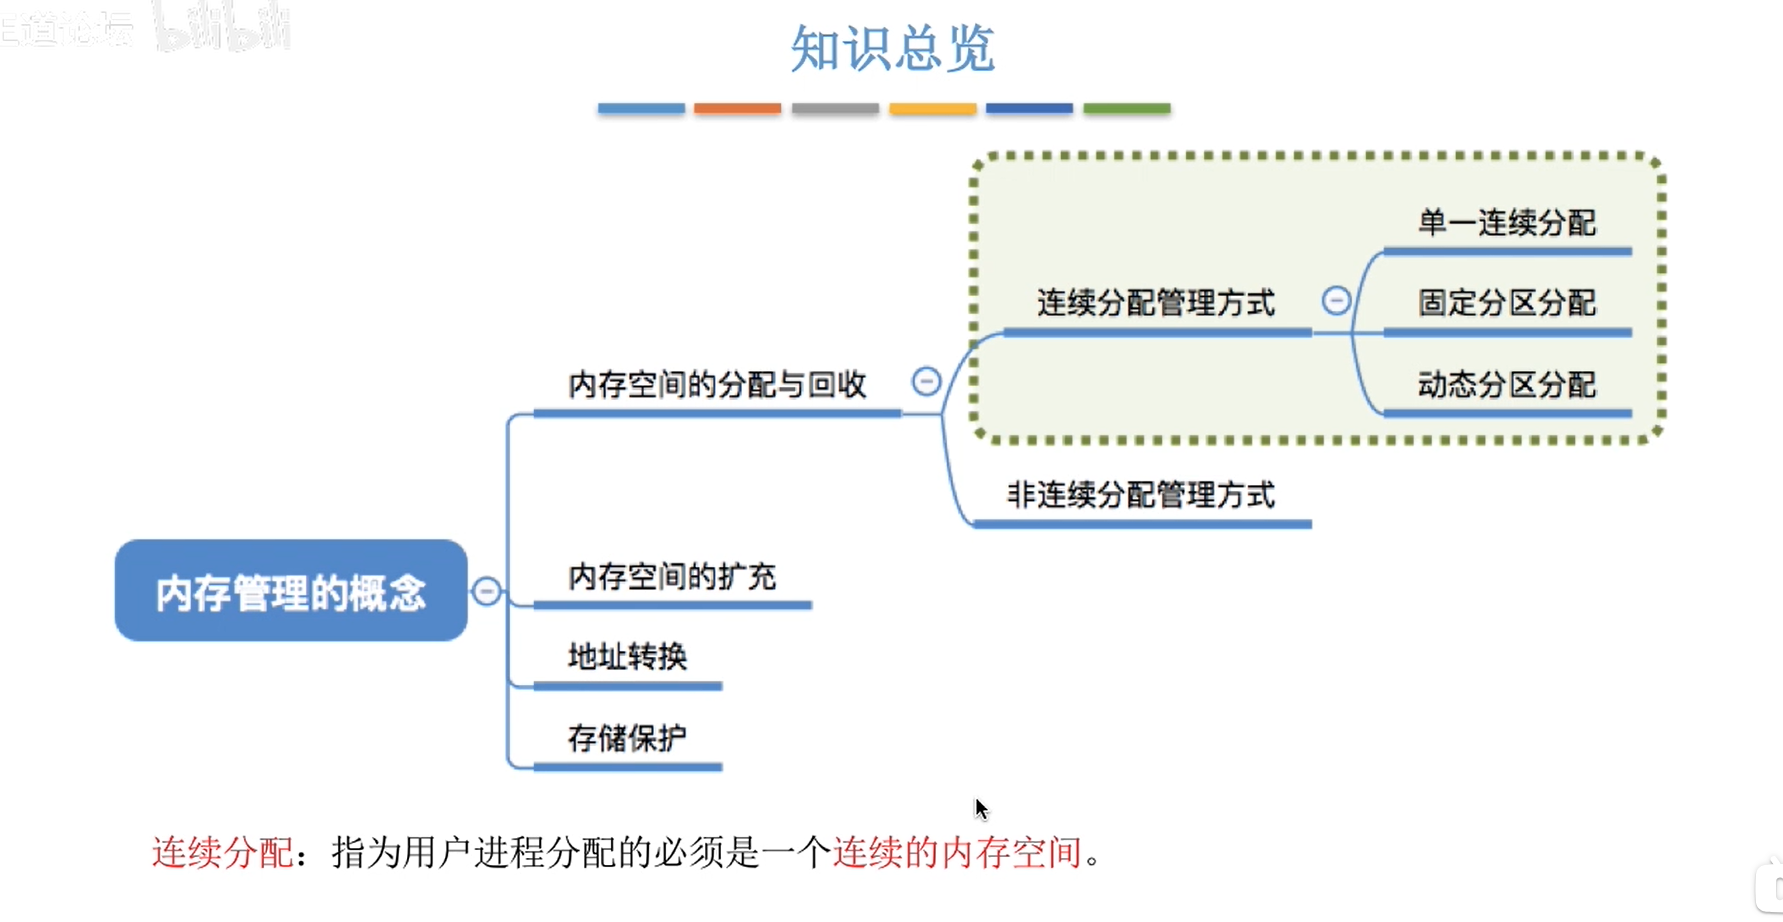 王道论坛 bilibili
知识总览
单一连续分配
连续分配管理方式
固定分区分配
内存空间的分配与回收
动态分区分配
非连续分配管理方式
内存管理的概念
内存空间的扩充
地址转换
存储保护
连续分配：指为用户进程分配的必须是一个连续的内存空间。